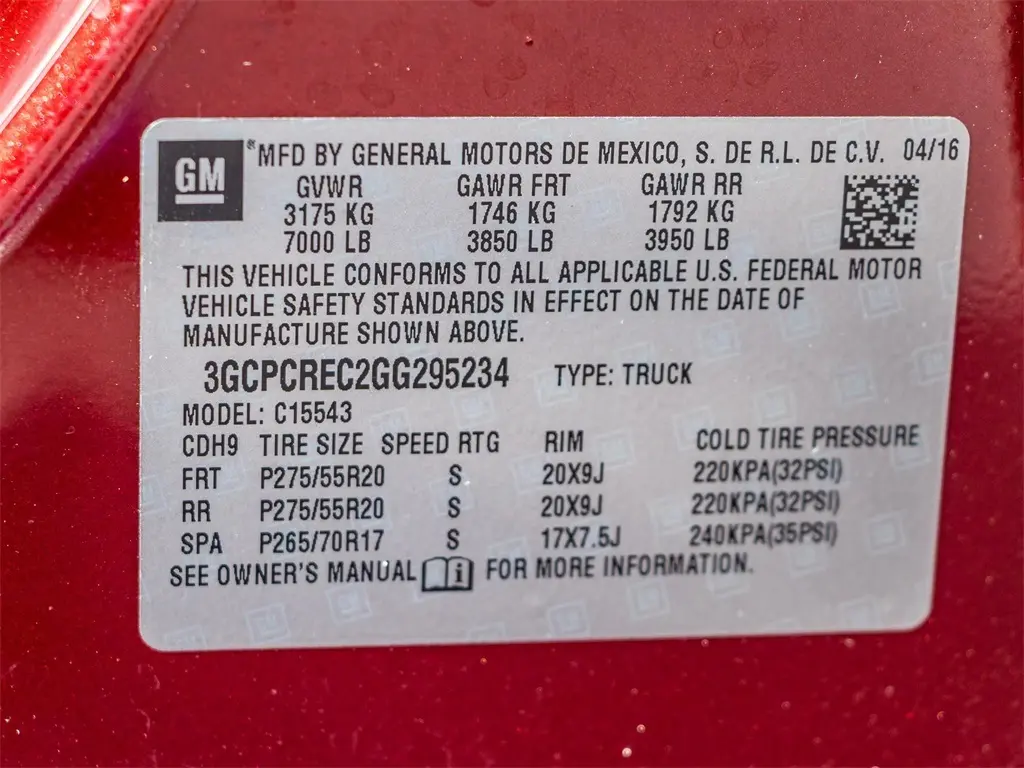 GM ®MFD BY GENERAL MOTORS DE MEXICO, S. DE R.L. DE C.V. 04/16
GVWR GAWR FRT GAWR RR
3175 KG 1746 KG 1792 KG
7000 LB 3850 LB 3950 LB
THIS VEHICLE CONFORMS TO ALL APPLICABLE U.S. FEDERAL MOTOR
VEHICLE SAFETY STANDARDS IN EFFECT ON THE DATE OF
MANUFACTURE SHOWN ABOVE.
3GCPCREC2GG295234 TYPE: TRUCK
MODEL: C15543
CDH9 TIRE SIZE SPEED RTG RIM COLD TIRE PRESSURE
FRT P275/55R20 S 20X9J 220KPA(32PSI)
RR P275/55R20 S 20X9J 220KPA(32PSI)
SPA P265/70R17 S 17X7.5J 240KPA(35PSI)
SEE OWNER'S MANUAL i FOR MORE INFORMATION.